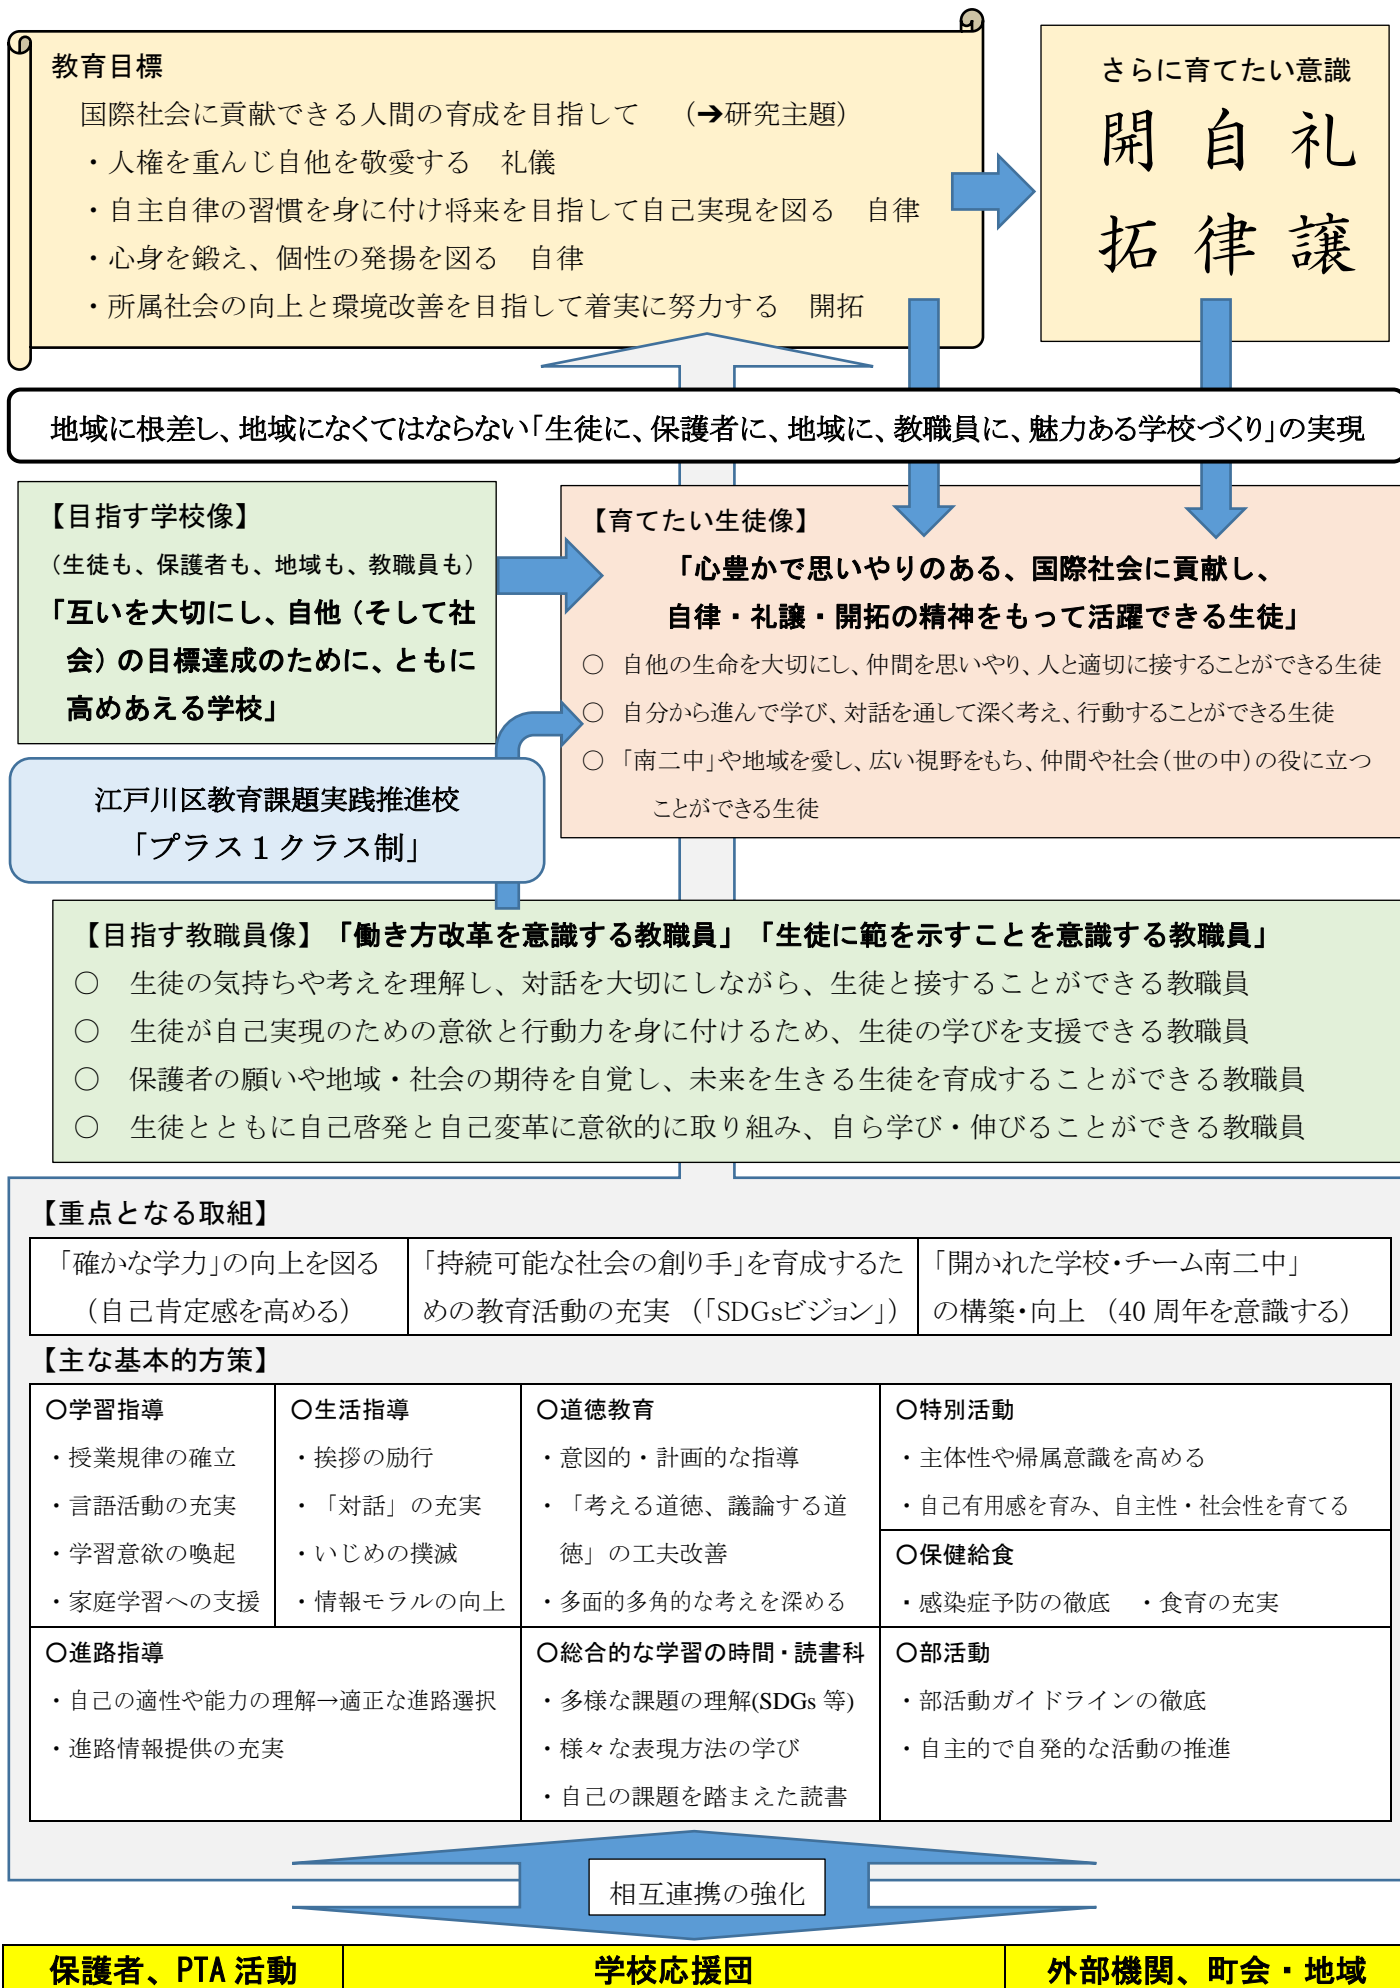 教育目標
国際社会に貢献できる人間の育成を目指して　（➔研究主題）
・人権を重んじ自他を敬愛する　礼儀
・自主自律の習慣を身に付け将来を目指して自己実現を図る　自律
・心身を鍛え、個性の発揚を図る　自律
・所属社会の向上と環境改善を目指して着実に努力する　開拓
さらに育てたい意識
礼譲
自律
開拓
地域に根差し、地域になくてはならない「生徒に、保護者に、地域に、教職員に、魅力ある学校づくり」の実現
【目指す学校像】
（生徒も、保護者も、地域も、教職員も）
「互いを大切にし、自他（そして社
会）の目標達成のために、ともに
高めあえる学校」
【育てたい生徒像】
「心豊かで思いやりのある、国際社会に貢献し、
自律・礼譲・開拓の精神をもって活躍できる生徒」
○　自他の生命を大切にし、仲間を思いやり、人と適切に接することができる生徒
○　自分から進んで学び、対話を通して深く考え、行動することができる生徒
○　「南二中」や地域を愛し、広い視野をもち、仲間や社会（世の中）の役に立つ
ことができる生徒
江戸川区教育課題実践推進校
「プラス１クラス制」
【目指す教職員像】「働き方改革を意識する教職員」「生徒に範を示すことを意識する教職員」
○　生徒の気持ちや考えを理解し、対話を大切にしながら、生徒と接することができる教職員
○　生徒が自己実現のための意欲と行動力を身に付けるため、生徒の学びを支援できる教職員
○　保護者の願いや地域・社会の期待を自覚し、未来を生きる生徒を育成することができる教職員
○　生徒とともに自己啓発と自己変革に意欲的に取り組み、自ら学び・伸びることができる教職員
【重点となる取組】
「確かな学力」の向上を図る
（自己肯定感を高める）
「持続可能な社会の創り手」を育成するた
めの教育活動の充実　（「SDGsビジョン」）
「開かれた学校・チーム南二中」
の構築・向上　（40 周年を意識する）
【主な基本的方策】
〇学習指導
・授業規律の確立
・言語活動の充実
・学習意欲の喚起
・家庭学習への支援
〇生活指導
・挨拶の励行
・「対話」の充実
・いじめの撲滅
・情報モラルの向上
〇道徳教育
・意図的・計画的な指導
・「考える道徳、議論する道
徳」の工夫改善
・多面的多角的な考えを深める
〇特別活動
・主体性や帰属意識を高める
・自己有用感を育み、自主性・社会性を育てる
〇保健給食
・感染症予防の徹底　・食育の充実
〇進路指導
・自己の適性や能力の理解→適正な進路選択
・進路情報提供の充実
〇総合的な学習の時間・読書科
・多様な課題の理解(SDGs 等)
・様々な表現方法の学び
・自己の課題を踏まえた読書
〇部活動
・部活動ガイドラインの徹底
・自主的で自発的な活動の推進
相互連携の強化
保護者、PTA 活動
学校応援団
外部機関、町会・地域